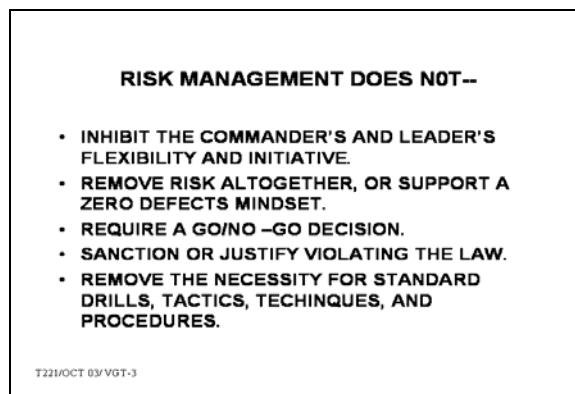 RISK MANAGEMENT DOES N0T--
• INHIBIT THE COMMANDER'S AND LEADER'S
FLEXIBILITY AND INITIATIVE.
• REMOVE RISK ALTOGETHER, OR SUPPORT A
ZERO DEFECTS MINDSET.
• REQUIRE A GO/NO –GO DECISION.
• SANCTION OR JUSTIFY VIOLATING THE LAW.
• REMOVE THE NECESSITY FOR STANDARD
DRILLS, TACTICS, TECHINQUES, AND
PROCEDURES.
T221/OCT 03/ VGT-3